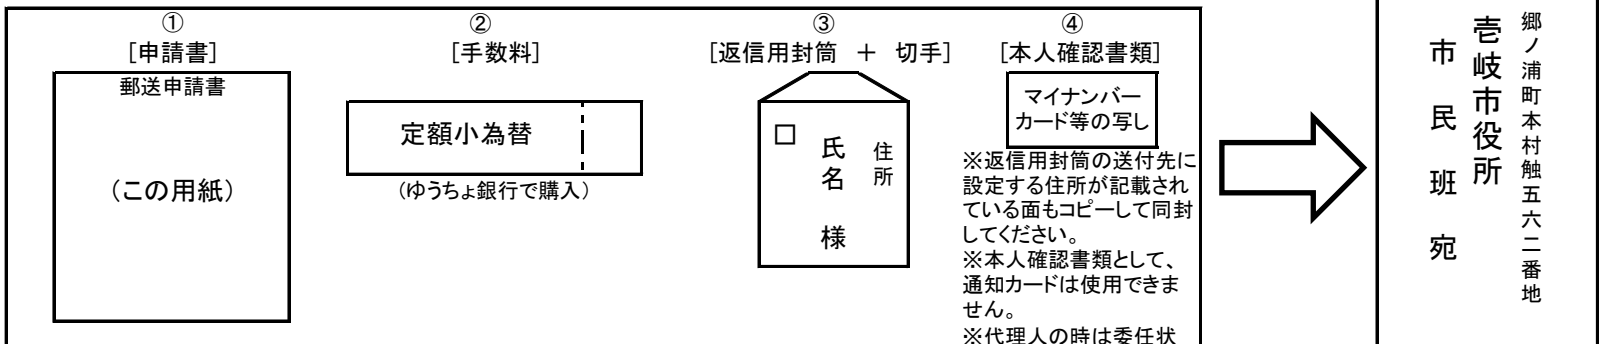 ①
[申請書]
郵送申請書
(この用紙)
②
[手数料]
定額小為替
(ゆうちょ銀行で購入)
③
[返信用封筒 + 切手]
住所
氏名 様
④
[本人確認書類]
マイナンバー
カード等の写し
※返信用封筒の送付先に
設定する住所が記載され
ている面もコピーして同封
してください。
※本人確認書類として、
通知カードは使用できま
せん。
※代理人の時は委任状
郷ノ浦町本村触五六二番地
壱岐市役所
市民班宛